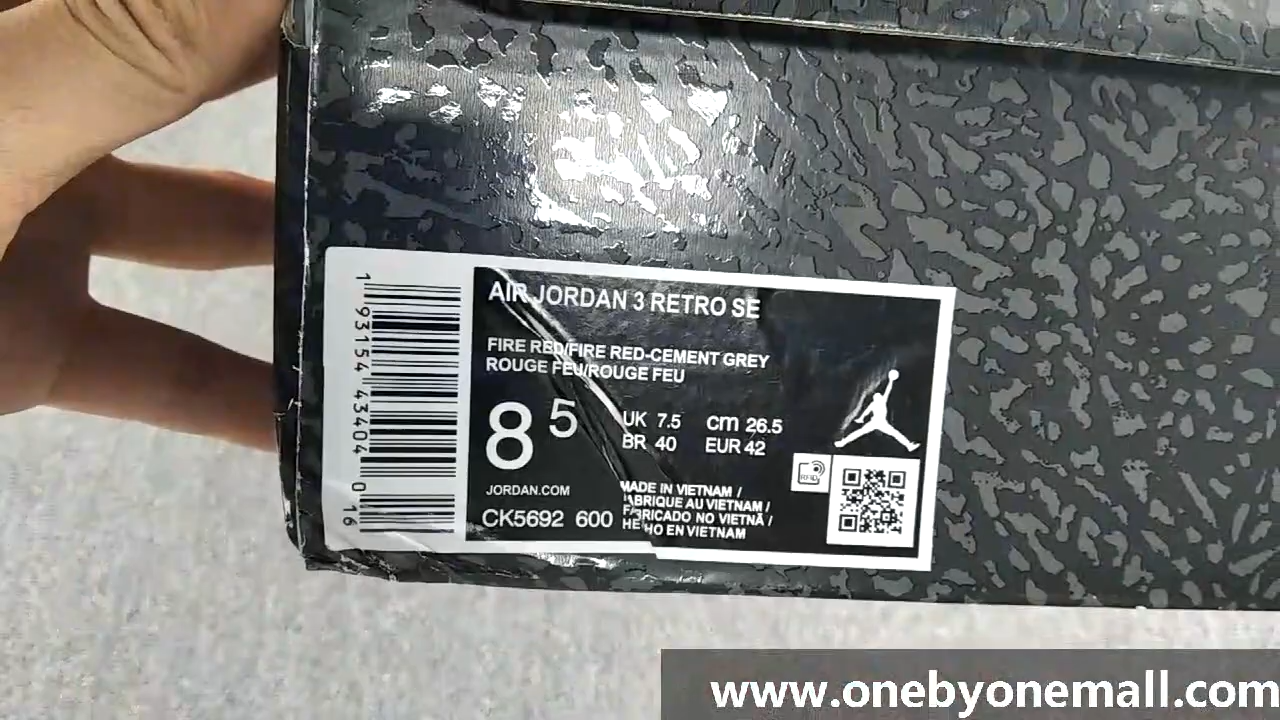 AIR JORDAN 3 RETRO SE
FIRE RED/FIRE RED-CEMENT GREY
ROUGE FEU/ROUGE FEU
8 5
UK 7.5 cm 26.5
BR 40 EUR 42
JORDAN.COM
CK5692 600
MADE IN VIETNAM /
ABRIQUE AU VIETNAM /
FABRICADO NO VIETNÃ /
HECHO EN VIETNAM
RFID
1 93154 43404 0 16
www.onebyonemall.com